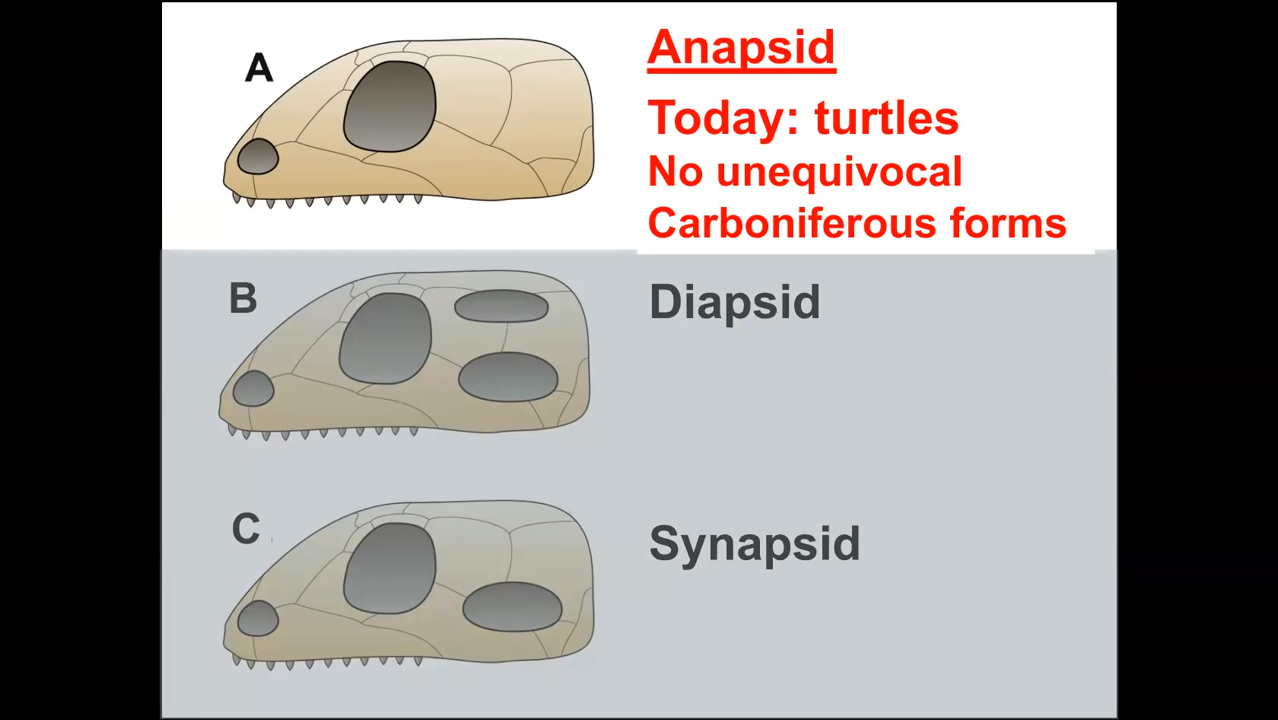 A
Anapsid
Today: turtles
No unequivocal
Carboniferous forms
B
Diapsid
C
Synapsid